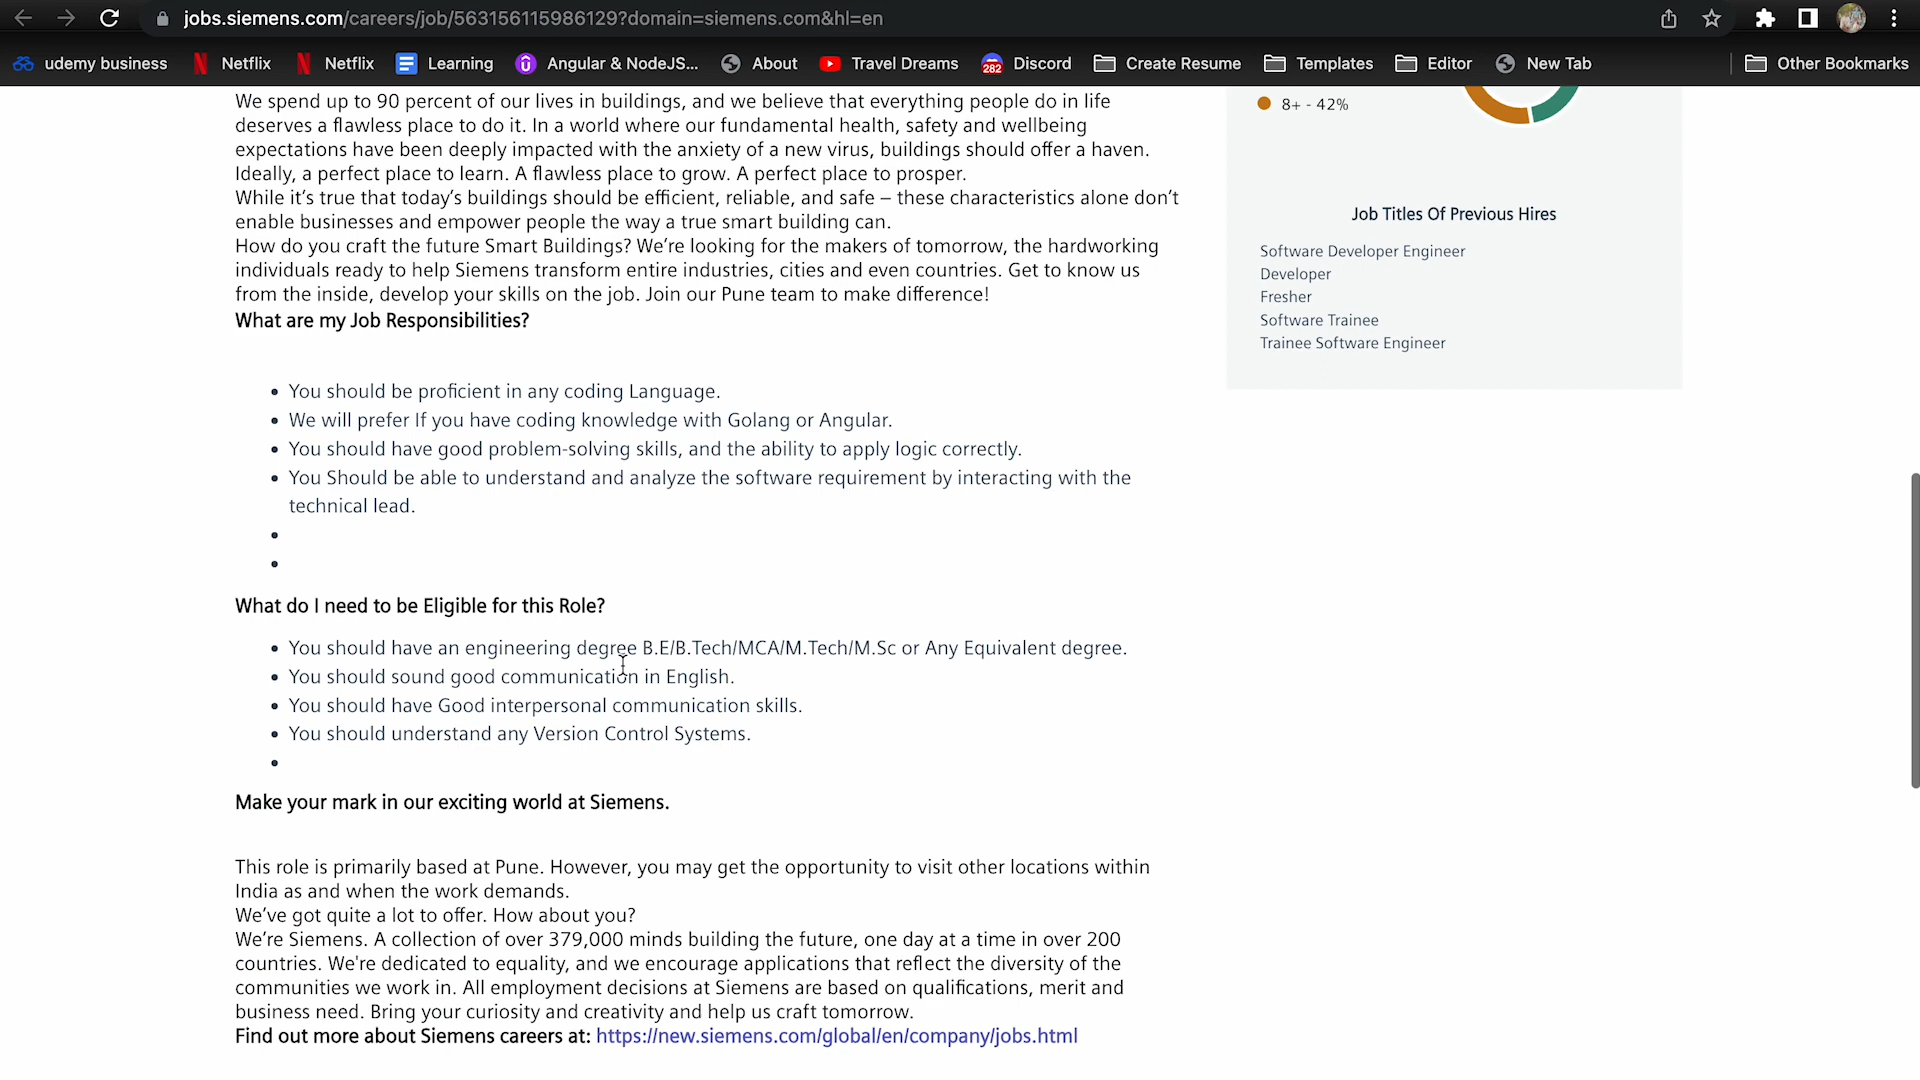 jobs.siemens.com/careers/job/563156115986129?domain=siemens.com&hl=en
udemy business
Netflix
Netflix
Learning
Angular & NodeJS...
About
Travel Dreams
282
Discord
Create Resume
Templates
Editor
New Tab
Other Bookmarks
We spend up to 90 percent of our lives in buildings, and we believe that everything people do in life
deserves a flawless place to do it. In a world where our fundamental health, safety and wellbeing
expectations have been deeply impacted with the anxiety of a new virus, buildings should offer a haven.
Ideally, a perfect place to learn. A flawless place to grow. A perfect place to prosper.
While it’s true that today’s buildings should be efficient, reliable, and safe – these characteristics alone don’t
enable businesses and empower people the way a true smart building can.
How do you craft the future Smart Buildings? We’re looking for the makers of tomorrow, the hardworking
individuals ready to help Siemens transform entire industries, cities and even countries. Get to know us
from the inside, develop your skills on the job. Join our Pune team to make difference!
What are my Job Responsibilities?
• You should be proficient in any coding Language.
• We will prefer If you have coding knowledge with Golang or Angular.
• You should have good problem-solving skills, and the ability to apply logic correctly.
• You Should be able to understand and analyze the software requirement by interacting with the
technical lead.
•
•
What do I need to be Eligible for this Role?
• You should have an engineering degree B.E/B.Tech/MCA/M.Tech/M.Sc or Any Equivalent degree.
• You should sound good communication in English.
• You should have Good interpersonal communication skills.
• You should understand any Version Control Systems.
•
Make your mark in our exciting world at Siemens.
This role is primarily based at Pune. However, you may get the opportunity to visit other locations within
India as and when the work demands.
We’ve got quite a lot to offer. How about you?
We’re Siemens. A collection of over 379,000 minds building the future, one day at a time in over 200
countries. We're dedicated to equality, and we encourage applications that reflect the diversity of the
communities we work in. All employment decisions at Siemens are based on qualifications, merit and
business need. Bring your curiosity and creativity and help us craft tomorrow.
Find out more about Siemens careers at: https://new.siemens.com/global/en/company/jobs.html
8+ - 42%
Job Titles Of Previous Hires
Software Developer Engineer
Developer
Fresher
Software Trainee
Trainee Software Engineer